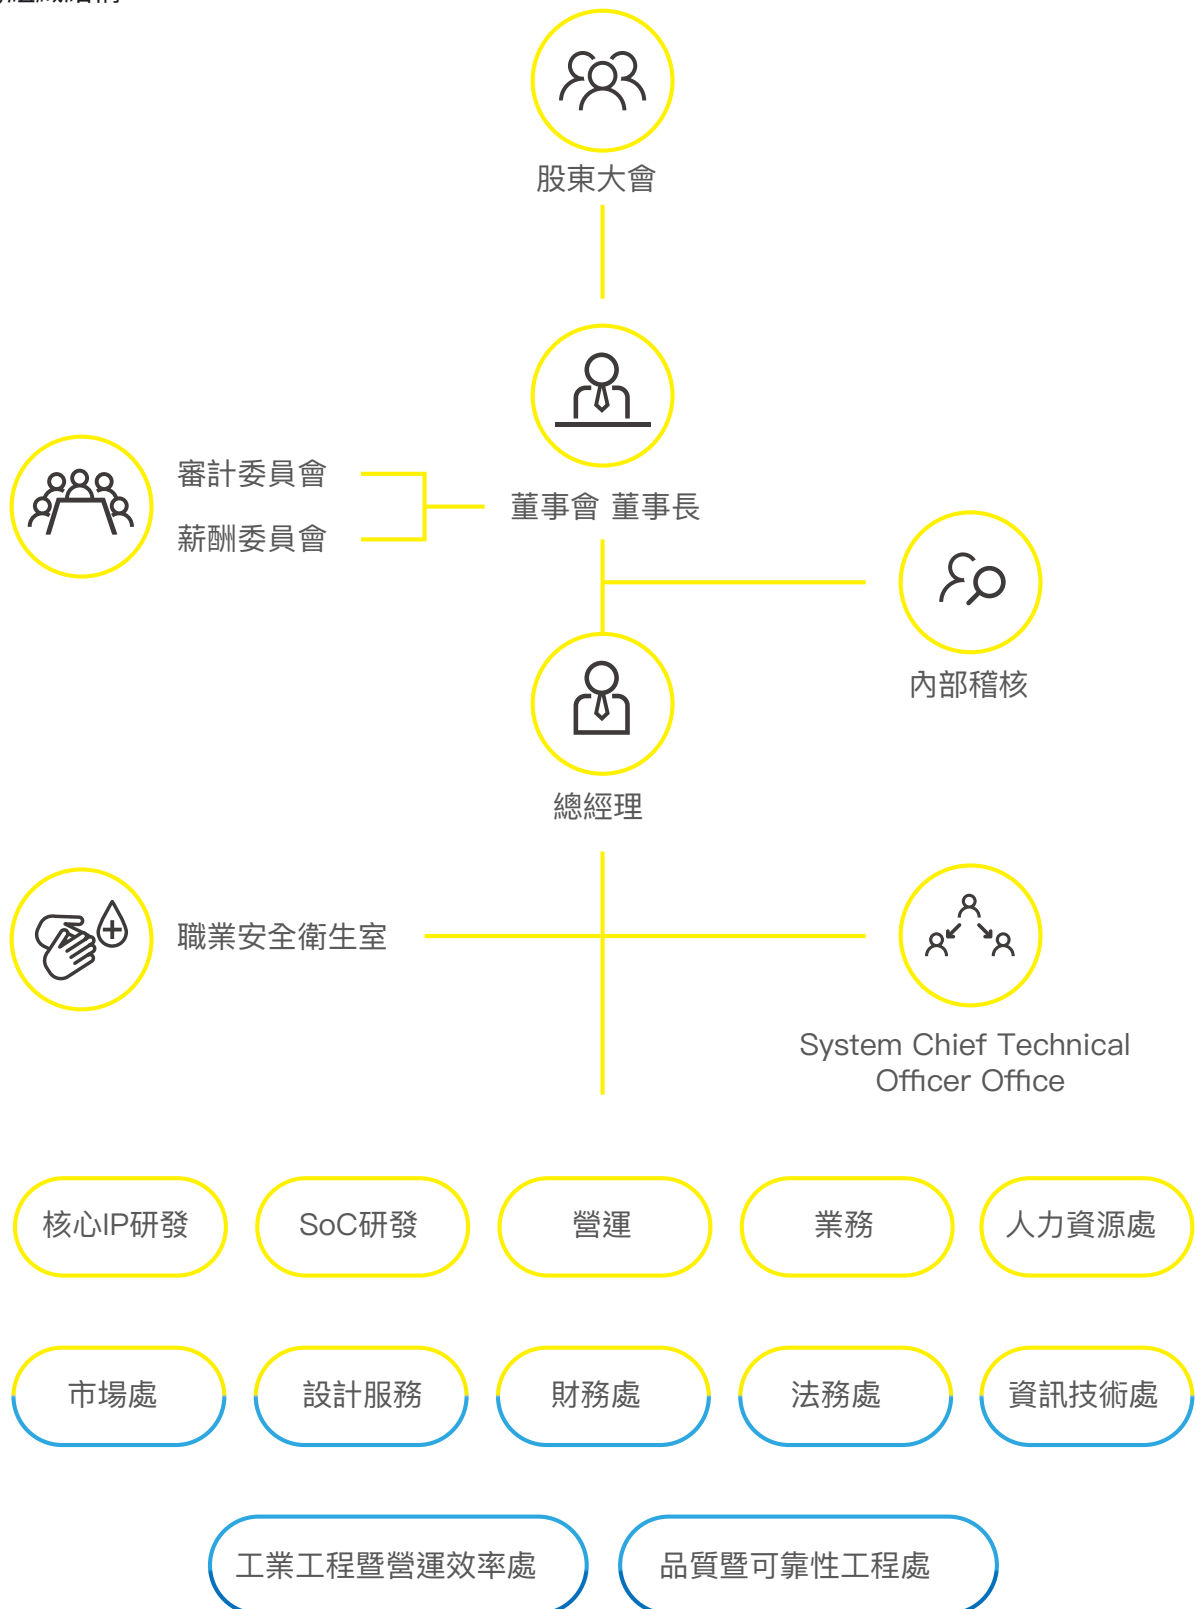 股東大會
審計委員會
董事會 董事長
薪酬委員會
內部稽核
總經理
職業安全衛生室
System Chief Technical
Officer Office
核心IP研發
SoC研發
營運
業務
人力資源處
市場處
設計服務
財務處
法務處
資訊技術處
工業工程暨營運效率處
品質暨可靠性工程處